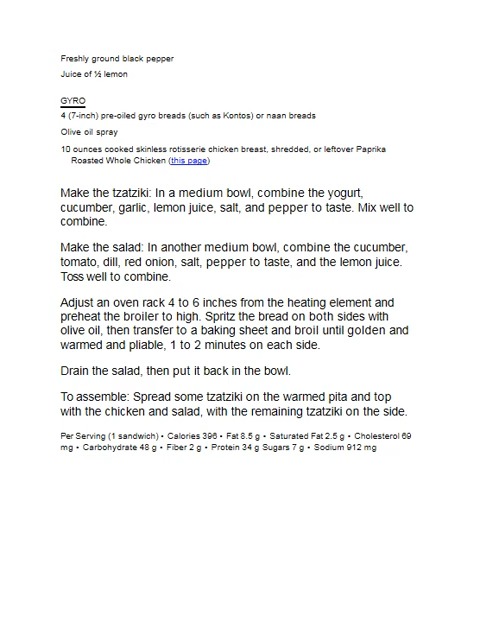 Freshly ground black pepper
Juice of ½ lemon
GYRO
4 (7-inch) pre-oiled gyro breads (such as Kontos) or naan breads
Olive oil spray
10 ounces cooked skinless rotisserie chicken breast, shredded, or leftover Paprika
Roasted Whole Chicken (this page)
Make the tzatziki: In a medium bowl, combine the yogurt,
cucumber, garlic, lemon juice, salt, and pepper to taste. Mix well to
combine.
Make the salad: In another medium bowl, combine the cucumber,
tomato, dill, red onion, salt, pepper to taste, and the lemon juice.
Toss well to combine.
Adjust an oven rack 4 to 6 inches from the heating element and
preheat the broiler to high. Spritz the bread on both sides with
olive oil, then transfer to a baking sheet and broil until golden and
warmed and pliable, 1 to 2 minutes on each side.
Drain the salad, then put it back in the bowl.
To assemble: Spread some tzatziki on the warmed pita and top
with the chicken and salad, with the remaining tzatziki on the side.
Per Serving (1 sandwich) • Calories 396 • Fat 8.5 g • Saturated Fat 2.5 g • Cholesterol 69
mg • Carbohydrate 48 g • Fiber 2 g • Protein 34 g Sugars 7 g • Sodium 912 mg